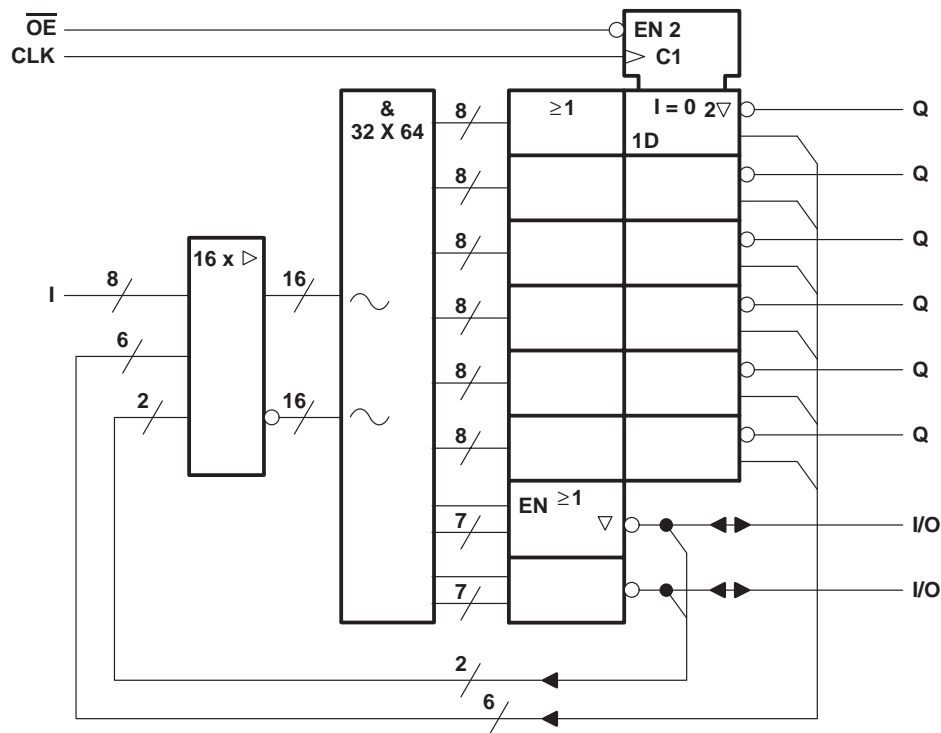 OE
CLK
EN 2
C1
&
32 X 64
8
≥1
I = 0 2▽
1D
Q
8
Q
8
Q
8
Q
8
Q
8
Q
16 x ▷
I
8
16
6
2
16
EN ≥1
▽
7
I/O
7
I/O
2
6